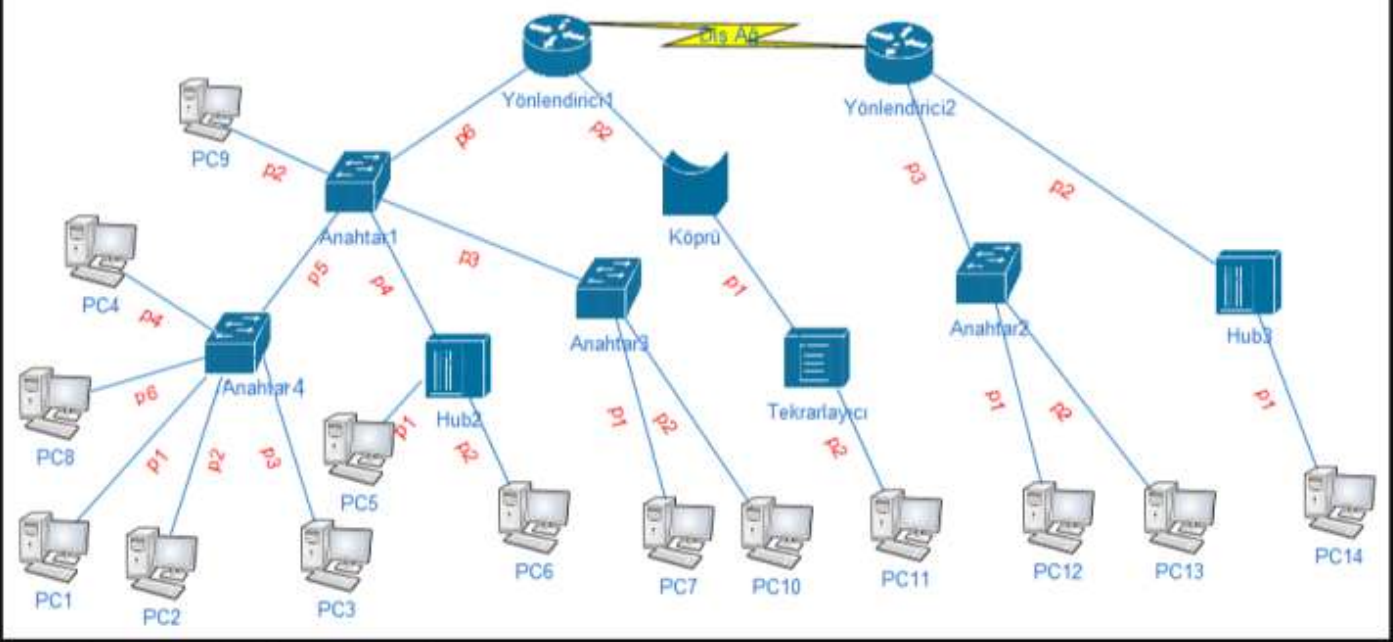 Dış Ağ
Yönlendirici1
Yönlendirici2
PC9
p2
p6
p2
p3
p2
Anahtar1
Köprü
PC4
p4
p5
p4
p3
p1
Anahtar4
Anahtar3
Anahtar2
Hub3
PC8
p6
p1
p2
p3
Hub2
p1
p2
p1
p2
Tekrarlayıcı
p2
p1
p2
p1
PC5
PC1
PC2
PC3
PC6
PC7
PC10
PC11
PC12
PC13
PC14